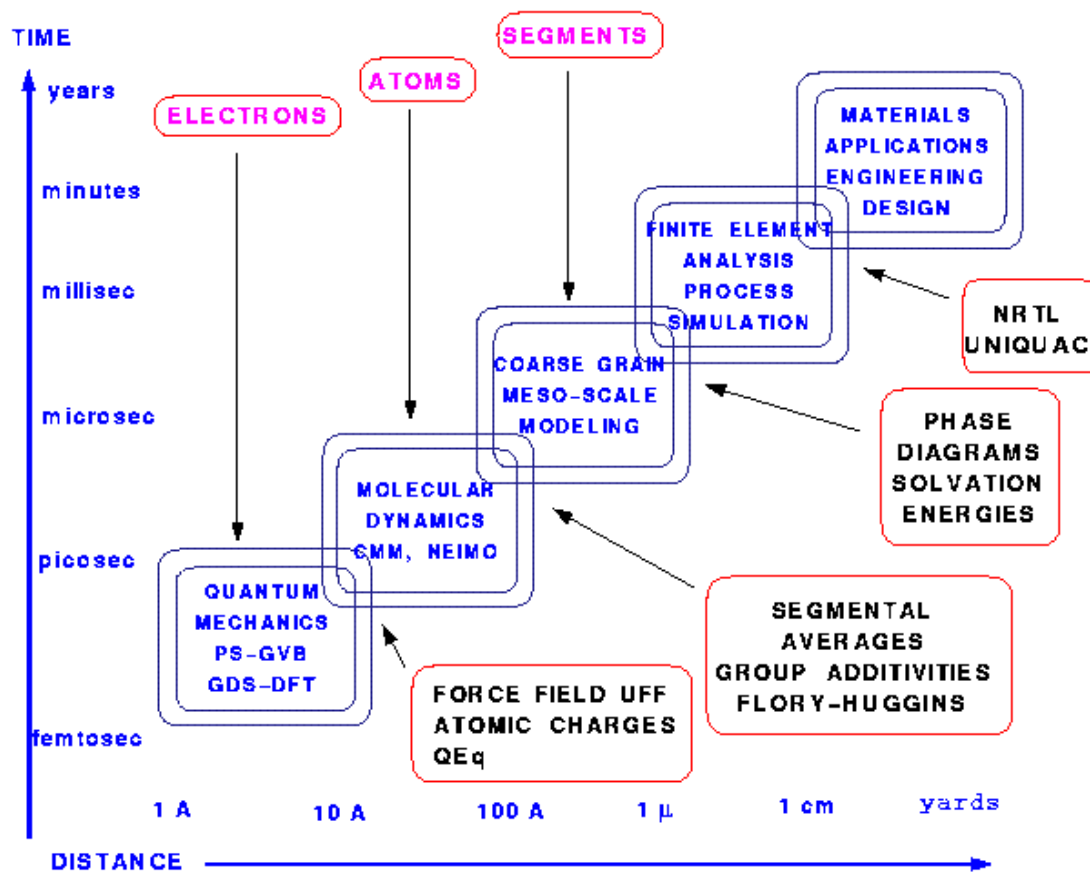 TIME
years
minutes
millisec
microsec
picosec
femtosec
ELECTRONS
ATOMS
SEGMENTS
MATERIALS
APPLICATIONS
ENGINEERING
DESIGN
FINITE ELEMENT
ANALYSIS
PROCESS
SIMULATION
COARSE GRAIN
MESO-SCALE
MODELING
MOLECULAR
DYNAMICS
CMM, NEIMO
QUANTUM
MECHANICS
PS-GVB
GDS-DFT
NRTL
UNIQUAC
PHASE
DIAGRAMS
SOLVATION
ENERGIES
SEGMENTAL
AVERAGES
GROUP ADDITIVITIES
FLORY-HUGGINS
FORCE FIELD UFF
ATOMIC CHARGES
QEq
1 A 10 A 100 A 1 μ 1 cm yards
DISTANCE